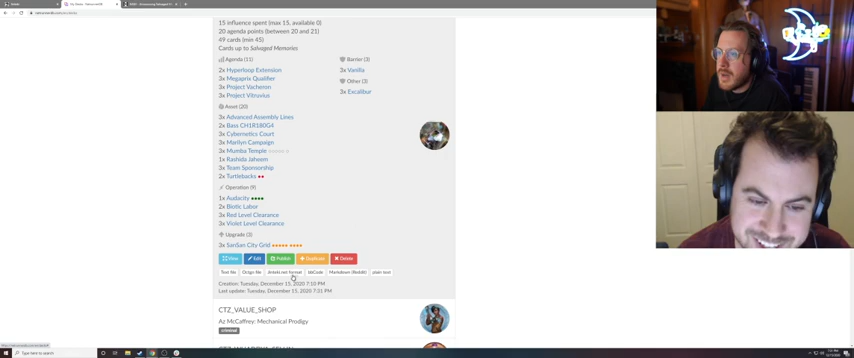 15 influence spent (max 15, available 0)
20 agenda points (between 20 and 21)
49 cards (min 45)
Cards up to Salvaged Memories
Agenda (11)
2x Hyperloop Extension
3x Megaprix Qualifier
3x Project Vacheron
3x Project Vitruvius
Asset (20)
3x Advanced Assembly Lines
2x Bass CH1R180G4
3x Cybernetics Court
3x Marilyn Campaign
3x Mumba Temple
1x Rashida Jaheem
3x Team Sponsorship
2x Turtlebacks
Operation (9)
1x Audacity
2x Biotic Labor
3x Red Level Clearance
3x Violet Level Clearance
Upgrade (3)
3x SanSan City Grid
Barrier (3)
3x Vanilla
Other (3)
3x Excalibur
View Edit Publish Duplicate Delete
Text file Octgn file Jinteki.net format bbCode Markdown (Reddit) plain text
Creation: Tuesday, December 15, 2020 7:10 PM
Last update: Tuesday, December 15, 2020 7:31 PM
CTZ_VALUE_SHOP
Az McCaffrey: Mechanical Prodigy
criminal
Type here to search